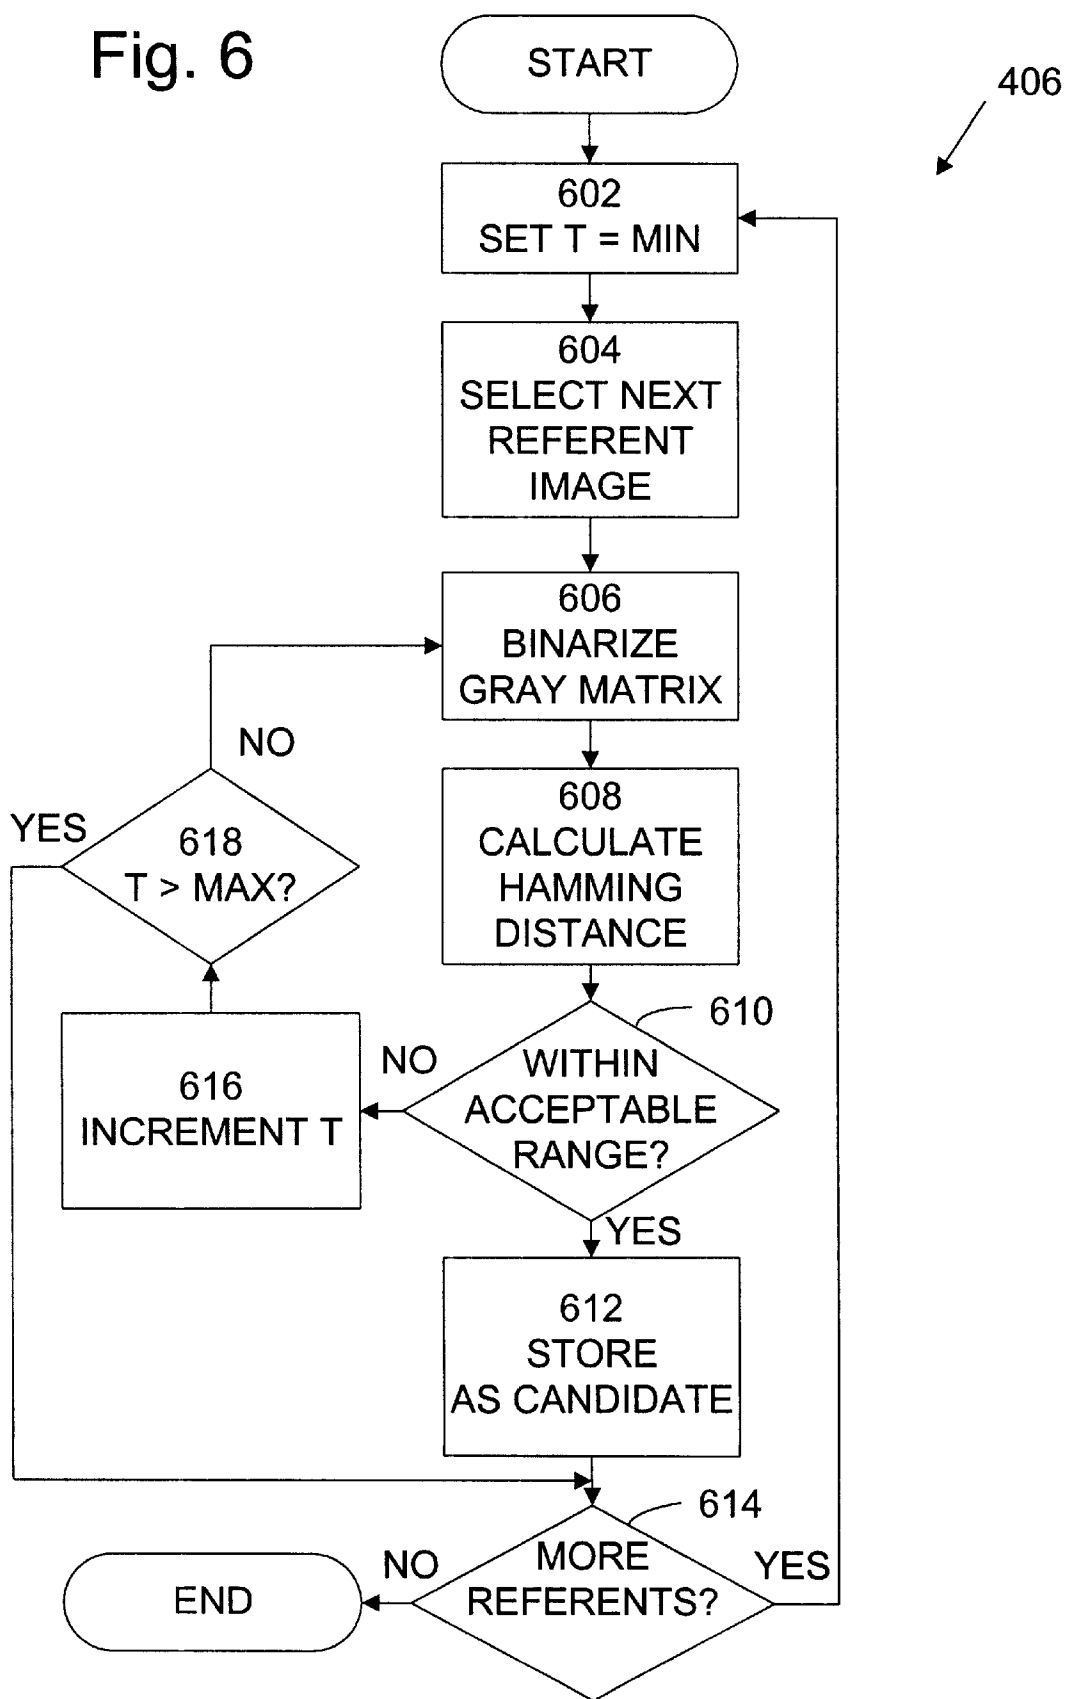 Fig. 6
START
406
602
SET T = MIN
604
SELECT NEXT
REFERENT
IMAGE
606
BINARIZE
GRAY MATRIX
NO
608
CALCULATE
HAMMING
DISTANCE
YES
618
T > MAX?
610
WITHIN
ACCEPTABLE
RANGE?
NO
616
INCREMENT T
YES
612
STORE
AS CANDIDATE
614
MORE
REFERENTS?
NO
YES
END